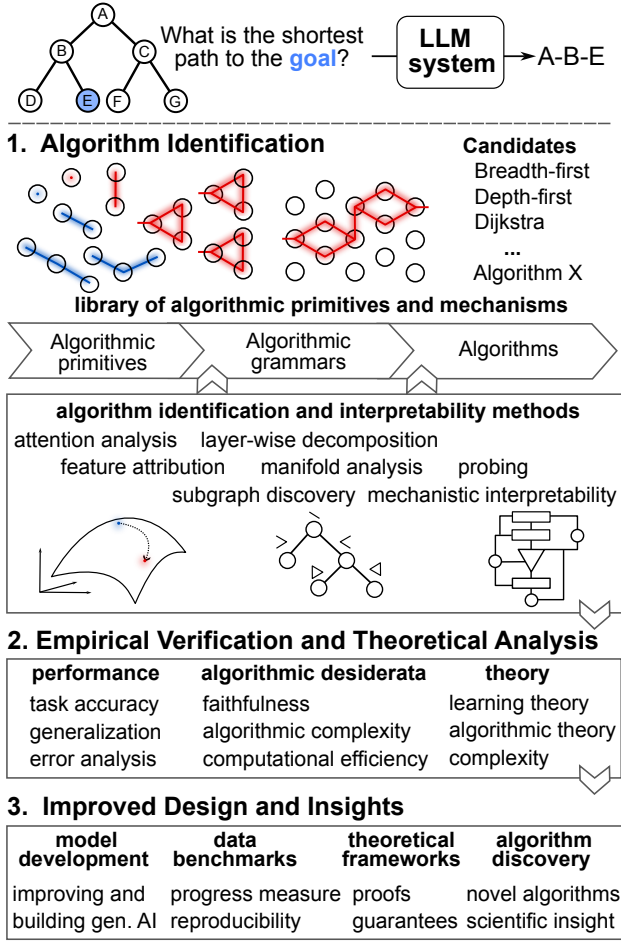 A
B
C
D
E
F
G
What is the shortest
path to the goal?
LLM
system
A-B-E
1. Algorithm Identification
Candidates
Breadth-first
Depth-first
Dijkstra
...
Algorithm X
library of algorithmic primitives and mechanisms
Algorithmic
primitives
Algorithmic
grammars
Algorithms
algorithm identification and interpretability methods
attention analysis layer-wise decomposition
feature attribution manifold analysis probing
subgraph discovery mechanistic interpretability
2. Empirical Verification and Theoretical Analysis
performance algorithmic desiderata theory
task accuracy faithfulness learning theory
generalization algorithmic complexity algorithmic theory
error analysis computational efficiency complexity
3. Improved Design and Insights
model data theoretical algorithm
development benchmarks frameworks discovery
improving and progress measure proofs novel algorithms
building gen. AI reproducibility guarantees scientific insight